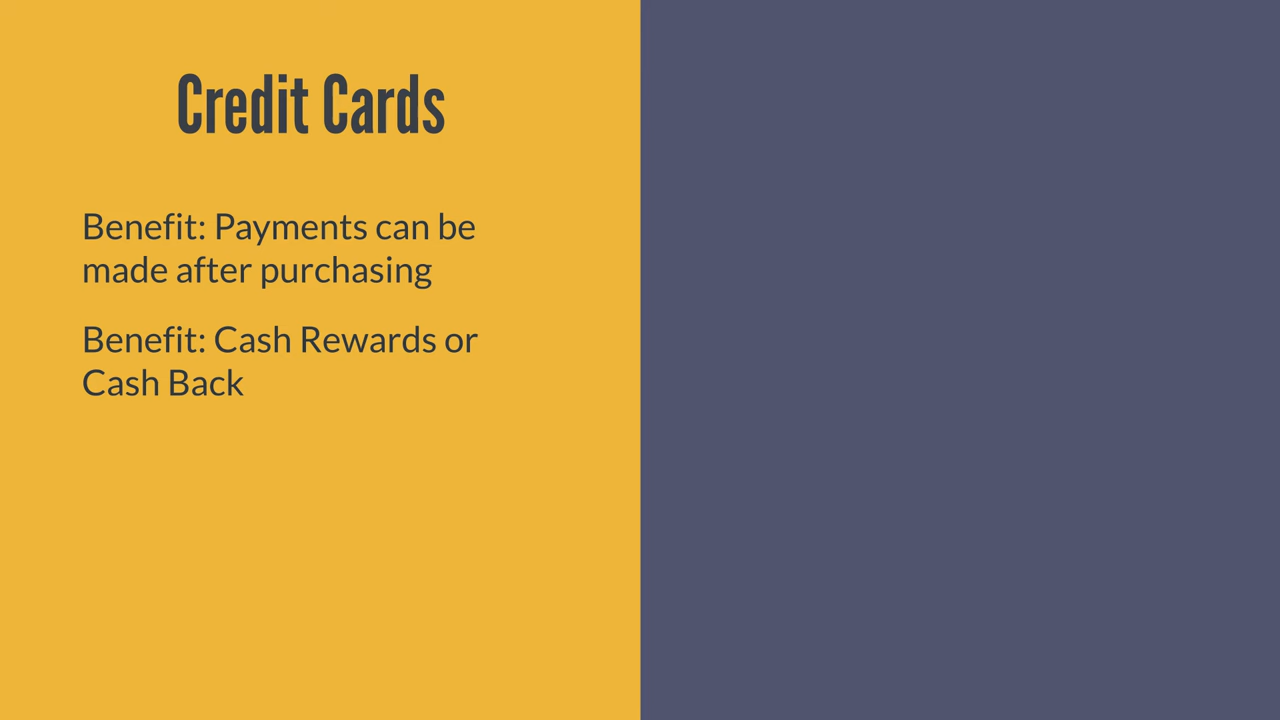 Credit Cards
Benefit: Payments can be
made after purchasing
Benefit: Cash Rewards or
Cash Back